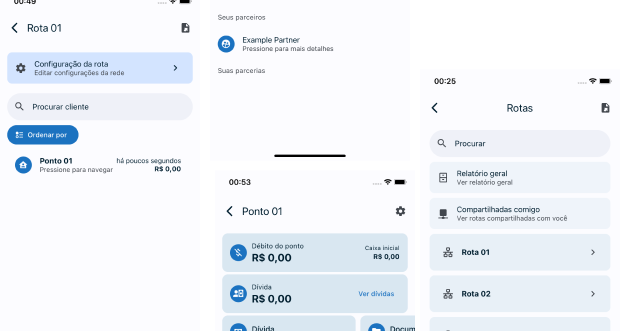 00:49
Rota 01
Configuração da rota
Editar configurações da rede
Procurar cliente
Ordenar por
Ponto 01
há poucos segundos
Pressione para navegar
R$ 0,00
Seus parceiros
Example Partner
Pressione para mais detalhes
Suas parcerias
00:53
Ponto 01
Débito do ponto
R$ 0,00
Caixa inicial
R$ 0,00
Dívida
R$ 0,00
Ver dívidas
Dívida
Docum
00:25
Rotas
Procurar
Relatório geral
Ver relatório geral
Compartilhadas comigo
Ver rotas compartilhadas com você
Rota 01
Rota 02